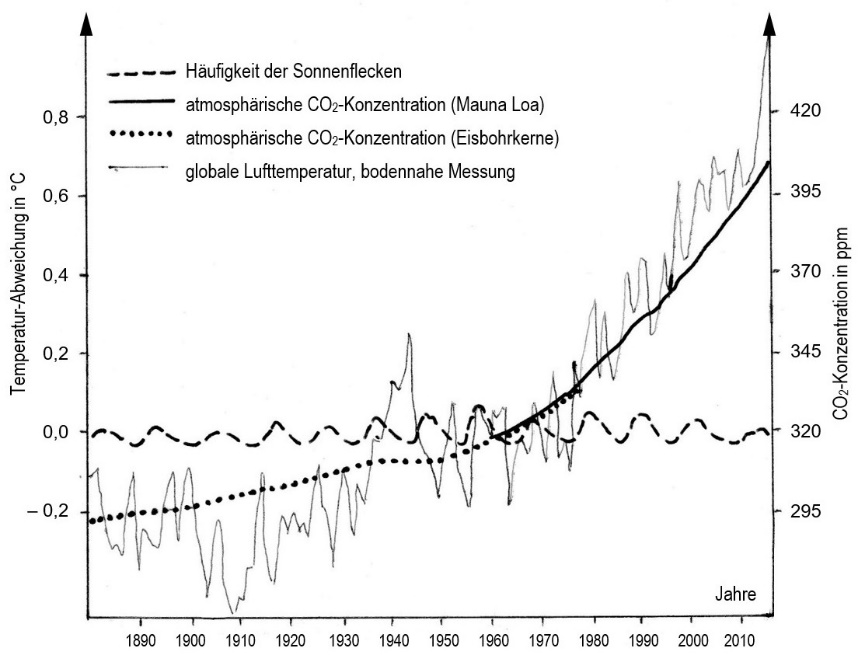 Häufigkeit der Sonnenflecken
atmosphärische CO₂-Konzentration (Mauna Loa)
atmosphärische CO₂-Konzentration (Eisbohrkerne)
globale Lufttemperatur, bodennahe Messung
Temperatur-Abweichung in °C
0,8
0,6
0,4
0,2
0,0
– 0,2
420
395
370
345
320
295
CO₂-Konzentration in ppm
Jahre
1890 1900 1910 1920 1930 1940 1950 1960 1970 1980 1990 2000 2010